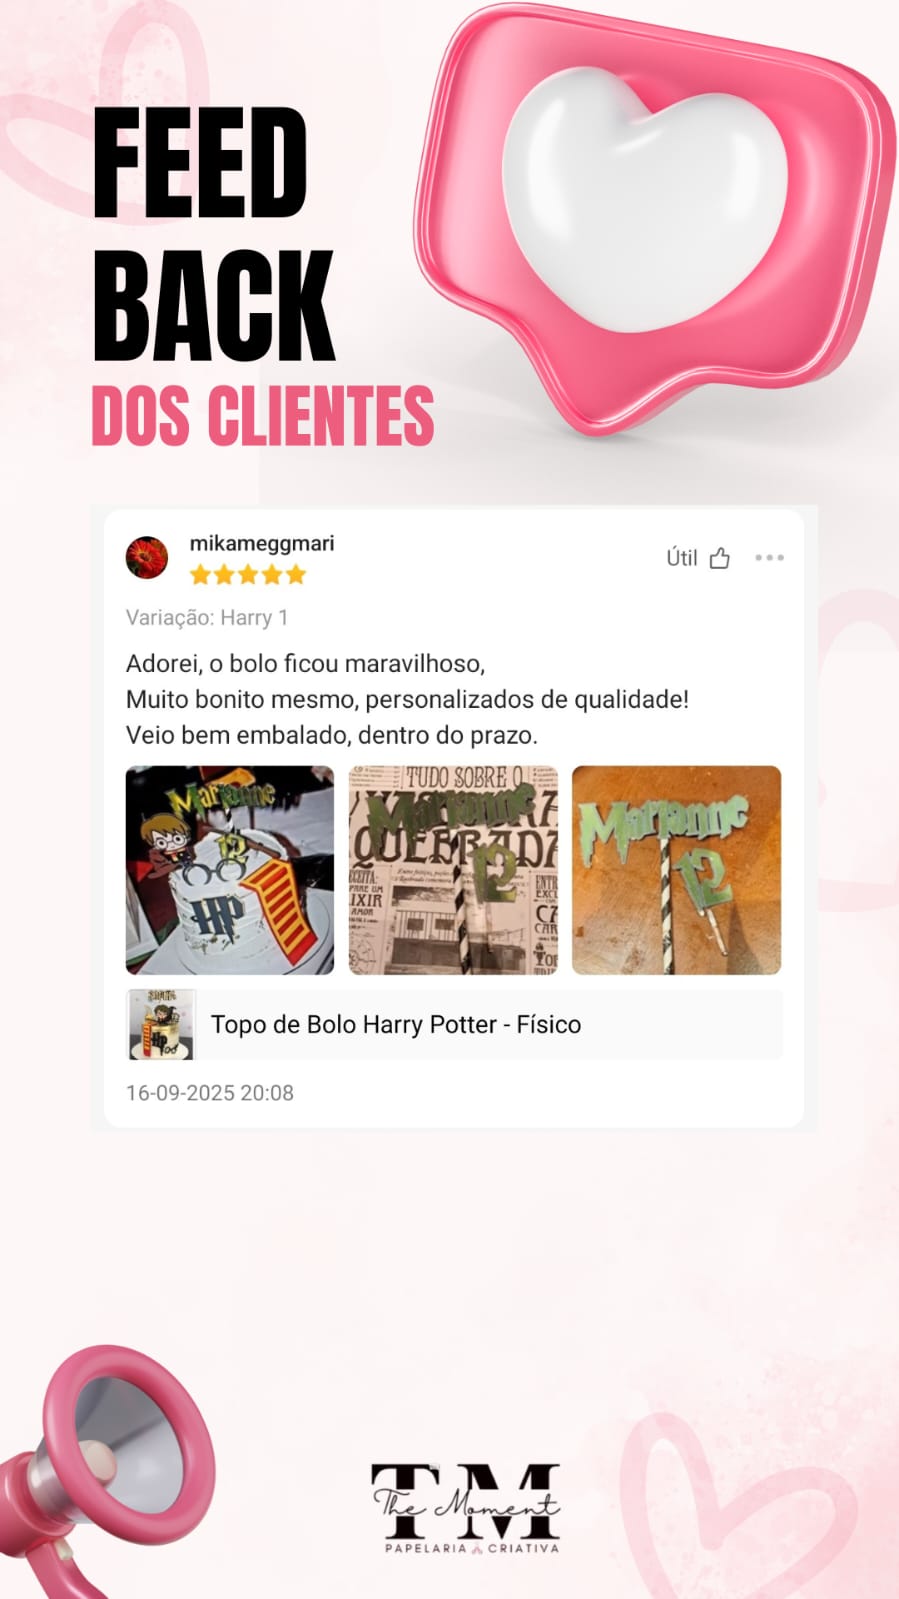 FEED
BACK
DOS CLIENTES
mikameggmari
Útil
Variação: Harry 1
Adorei, o bolo ficou maravilhoso,
Muito bonito mesmo, personalizados de qualidade!
Veio bem embalado, dentro do prazo.
Marianne
12
HP
TUDO SOBRE O
Marianne
QUEBRADA
12
Marianne
12
HP
Topo de Bolo Harry Potter - Físico
16-09-2025 20:08
TM
The Moment
PAPELARIA CRIATIVA